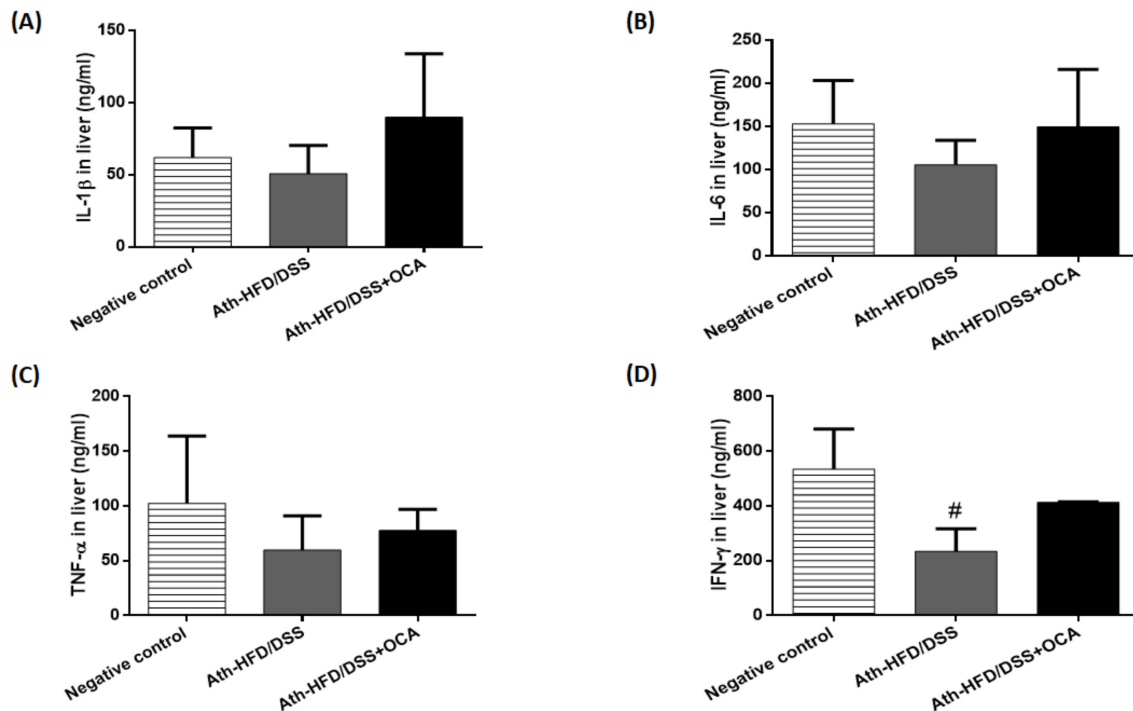 (A)
IL-1β in liver (ng/ml)
150
100
50
0
Negative control
Ath-HFD/DSS
Ath-HFD/DSS+OCA
(B)
IL-6 in liver (ng/ml)
250
200
150
100
50
0
Negative control
Ath-HFD/DSS
Ath-HFD/DSS+OCA
(C)
TNF-α in liver (ng/ml)
200
150
100
50
0
Negative control
Ath-HFD/DSS
Ath-HFD/DSS+OCA
(D)
IFN-γ in liver (ng/ml)
800
600
400
200
0
#
Negative control
Ath-HFD/DSS
Ath-HFD/DSS+OCA